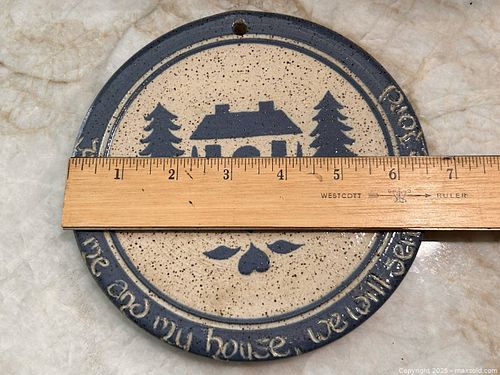 1 2 3 4 5 6 7
WESTCOTT RULER
me and my house, we will
Copyright 2025 - maxsold.com